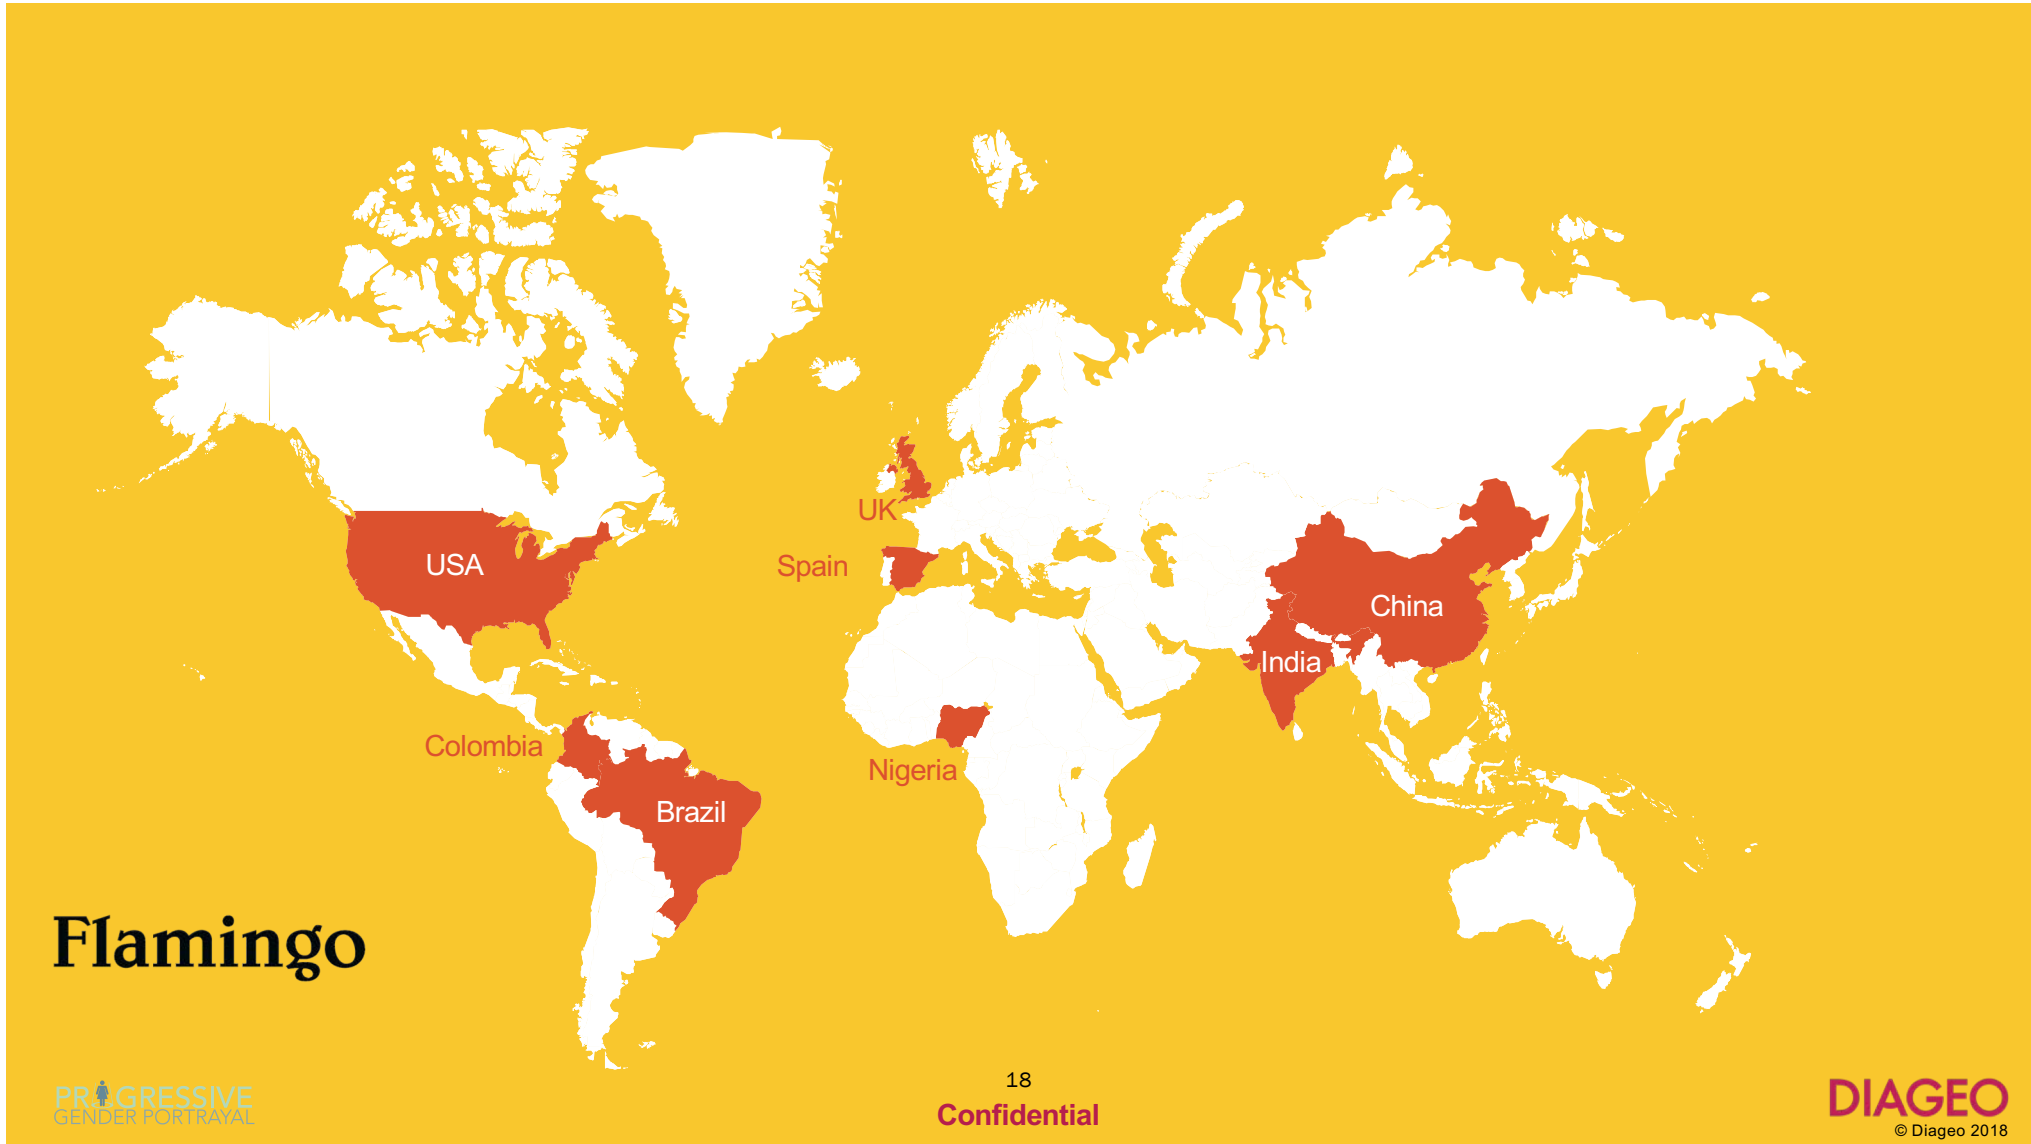 UK
USA
Spain
China
India
Colombia
Nigeria
Brazil
Flamingo
PROGRESSIVE
GENDER PORTRAYAL
18
Confidential
DIAGEO
© Diageo 2018